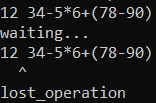 12 34-5*6+(78-90)
waiting...
12 34-5*6+(78-90)
  ^
lost_operation